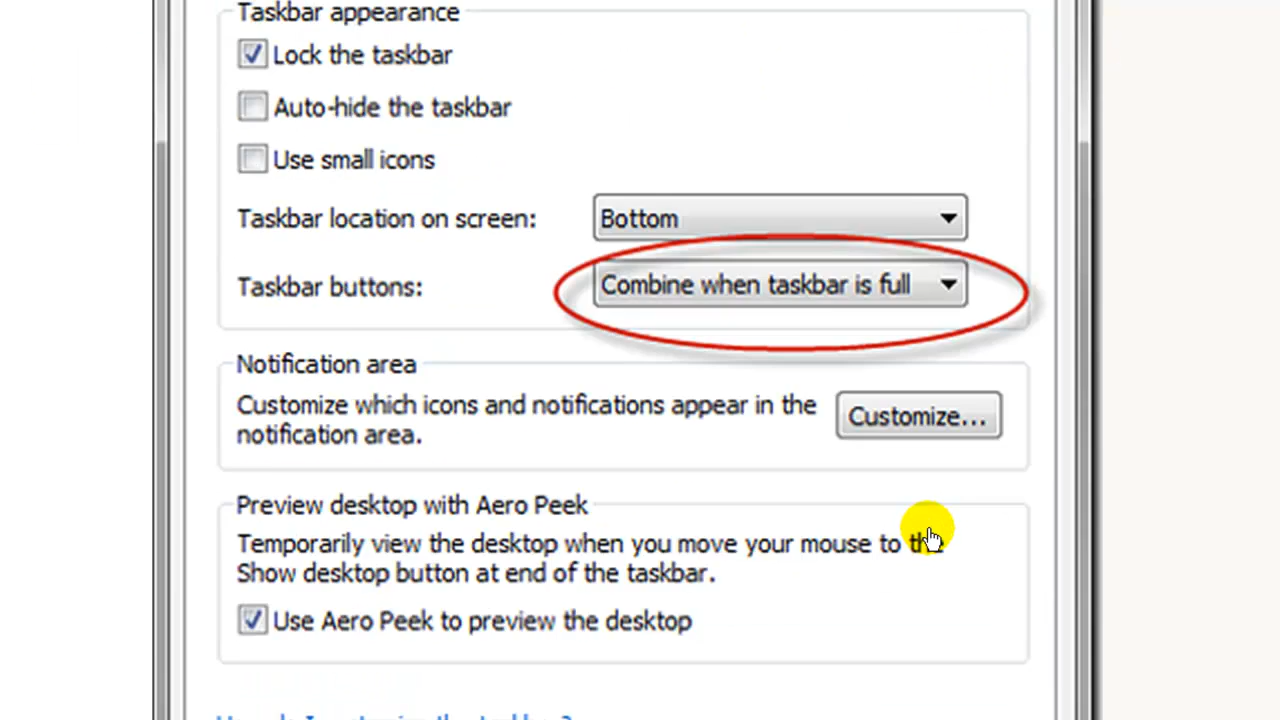 Taskbar appearance
Lock the taskbar
Auto-hide the taskbar
Use small icons
Taskbar location on screen: Bottom
Taskbar buttons: Combine when taskbar is full
Notification area
Customize which icons and notifications appear in the
notification area.
Customize...
Preview desktop with Aero Peek
Temporarily view the desktop when you move your mouse to the
Show desktop button at end of the taskbar.
Use Aero Peek to preview the desktop